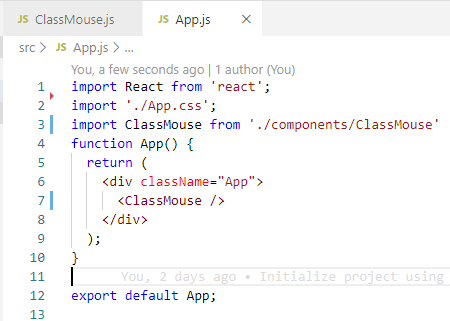 JS ClassMouse.js JS App.js ×
src > JS App.js > ...
You, a few seconds ago | 1 author (You)
1 import React from 'react';
2 import './App.css';
3 import ClassMouse from './components/ClassMouse'
4 function App() {
5 return (
6 <div className="App">
7 <ClassMouse />
8 </div>
9 );
10 }
11 You, 2 days ago • Initialize project using
12 export default App;
13